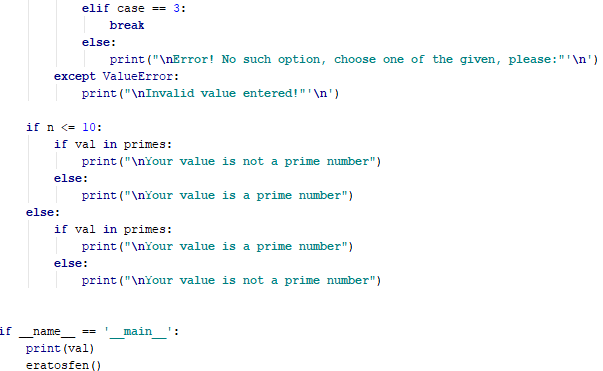 elif case == 3:
break
else:
print("\nError! No such option, choose one of the given, please:"'\n')
except ValueError:
print("\nInvalid value entered!"'\n')
if n <= 10:
if val in primes:
print("\nYour value is not a prime number")
else:
print("\nYour value is a prime number")
else:
if val in primes:
print("\nYour value is a prime number")
else:
print("\nYour value is not a prime number")
if __name__ == '__main__':
print(val)
eratosfen()